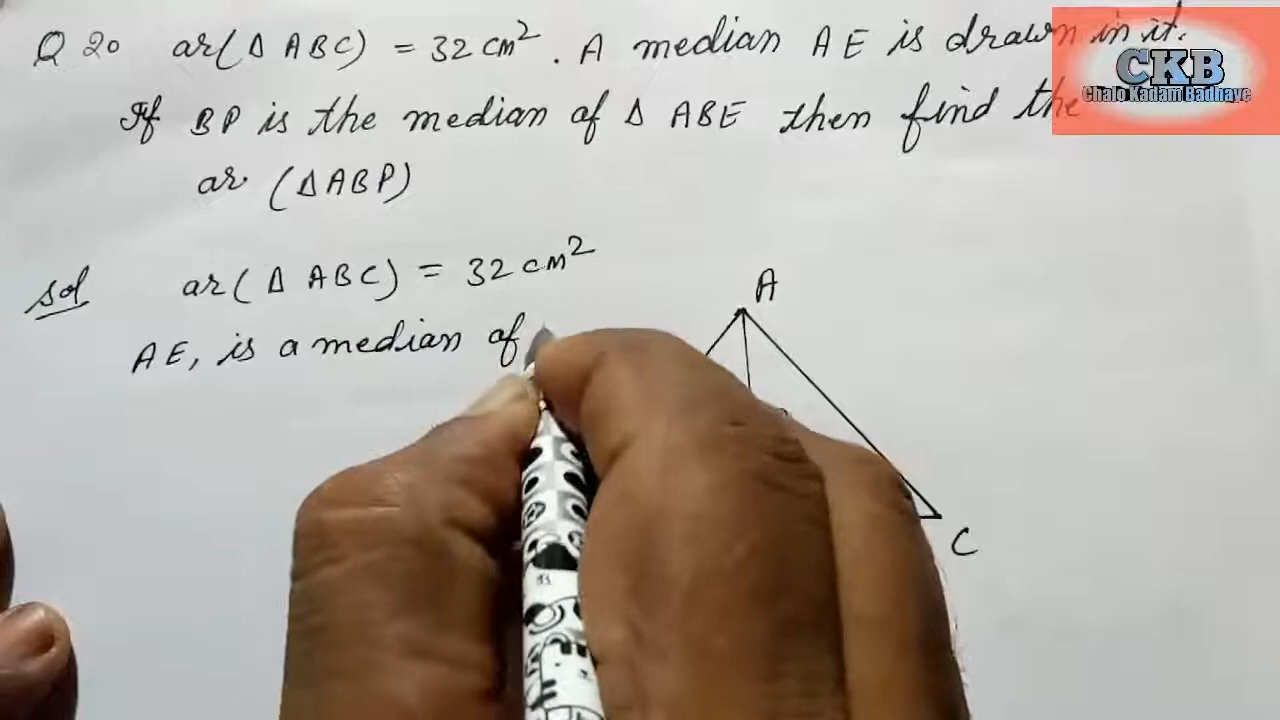 Q 20 ar(Δ ABC) = 32 cm². A median AE is drawn in it.
CKB
Chalo Kadam Badhaye
If BP is the median of Δ ABE then find the
ar (ΔABP)
Sol ar(Δ ABC) = 32 cm²
A
AE, is a median of
C